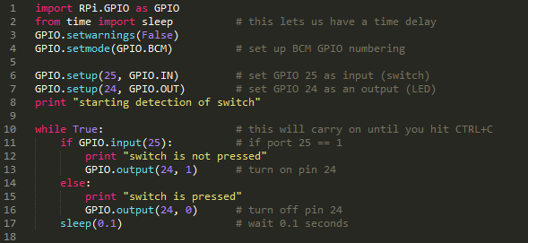 1 import RPi.GPIO as GPIO
2 from time import sleep # this lets us have a time delay
3 GPIO.setwarnings(False)
4 GPIO.setmode(GPIO.BCM) # set up BCM GPIO numbering
5
6 GPIO.setup(25, GPIO.IN) # set GPIO 25 as input (switch)
7 GPIO.setup(24, GPIO.OUT) # set GPIO 24 as an output (LED)
8 print "starting detection of switch"
9
10 while True: # this will carry on until you hit CTRL+C
11 if GPIO.input(25): # if port 25 == 1
12 print "switch is not pressed"
13 GPIO.output(24, 1) # turn on pin 24
14 else:
15 print "switch is pressed"
16 GPIO.output(24, 0) # turn off pin 24
17 sleep(0.1) # wait 0.1 seconds
18